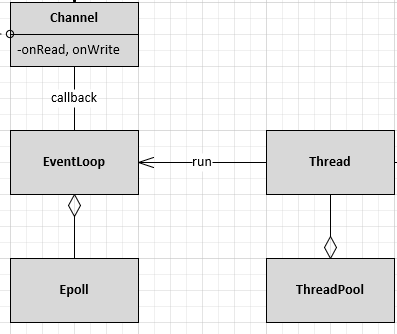 Channel
-onRead, onWrite
callback
EventLoop
run
Thread
Epoll
ThreadPool